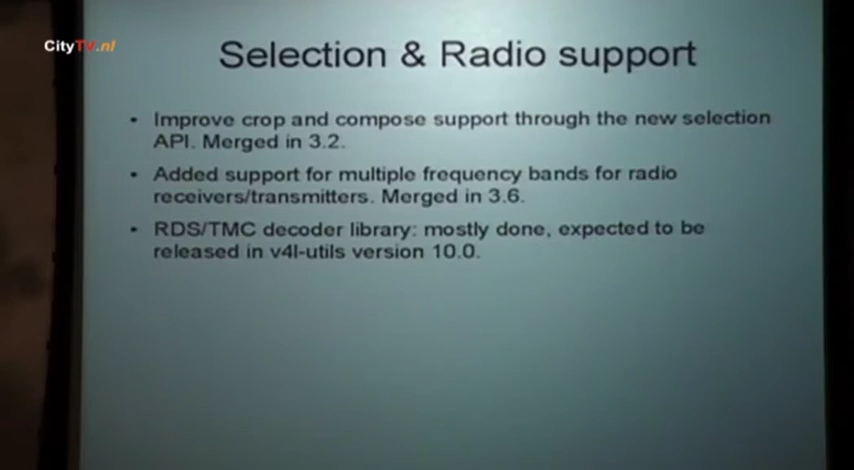 CityTV.nl
Selection & Radio support
• Improve crop and compose support through the new selection
API. Merged in 3.2.
• Added support for multiple frequency bands for radio
receivers/transmitters. Merged in 3.6.
• RDS/TMC decoder library: mostly done, expected to be
released in v4l-utils version 10.0.